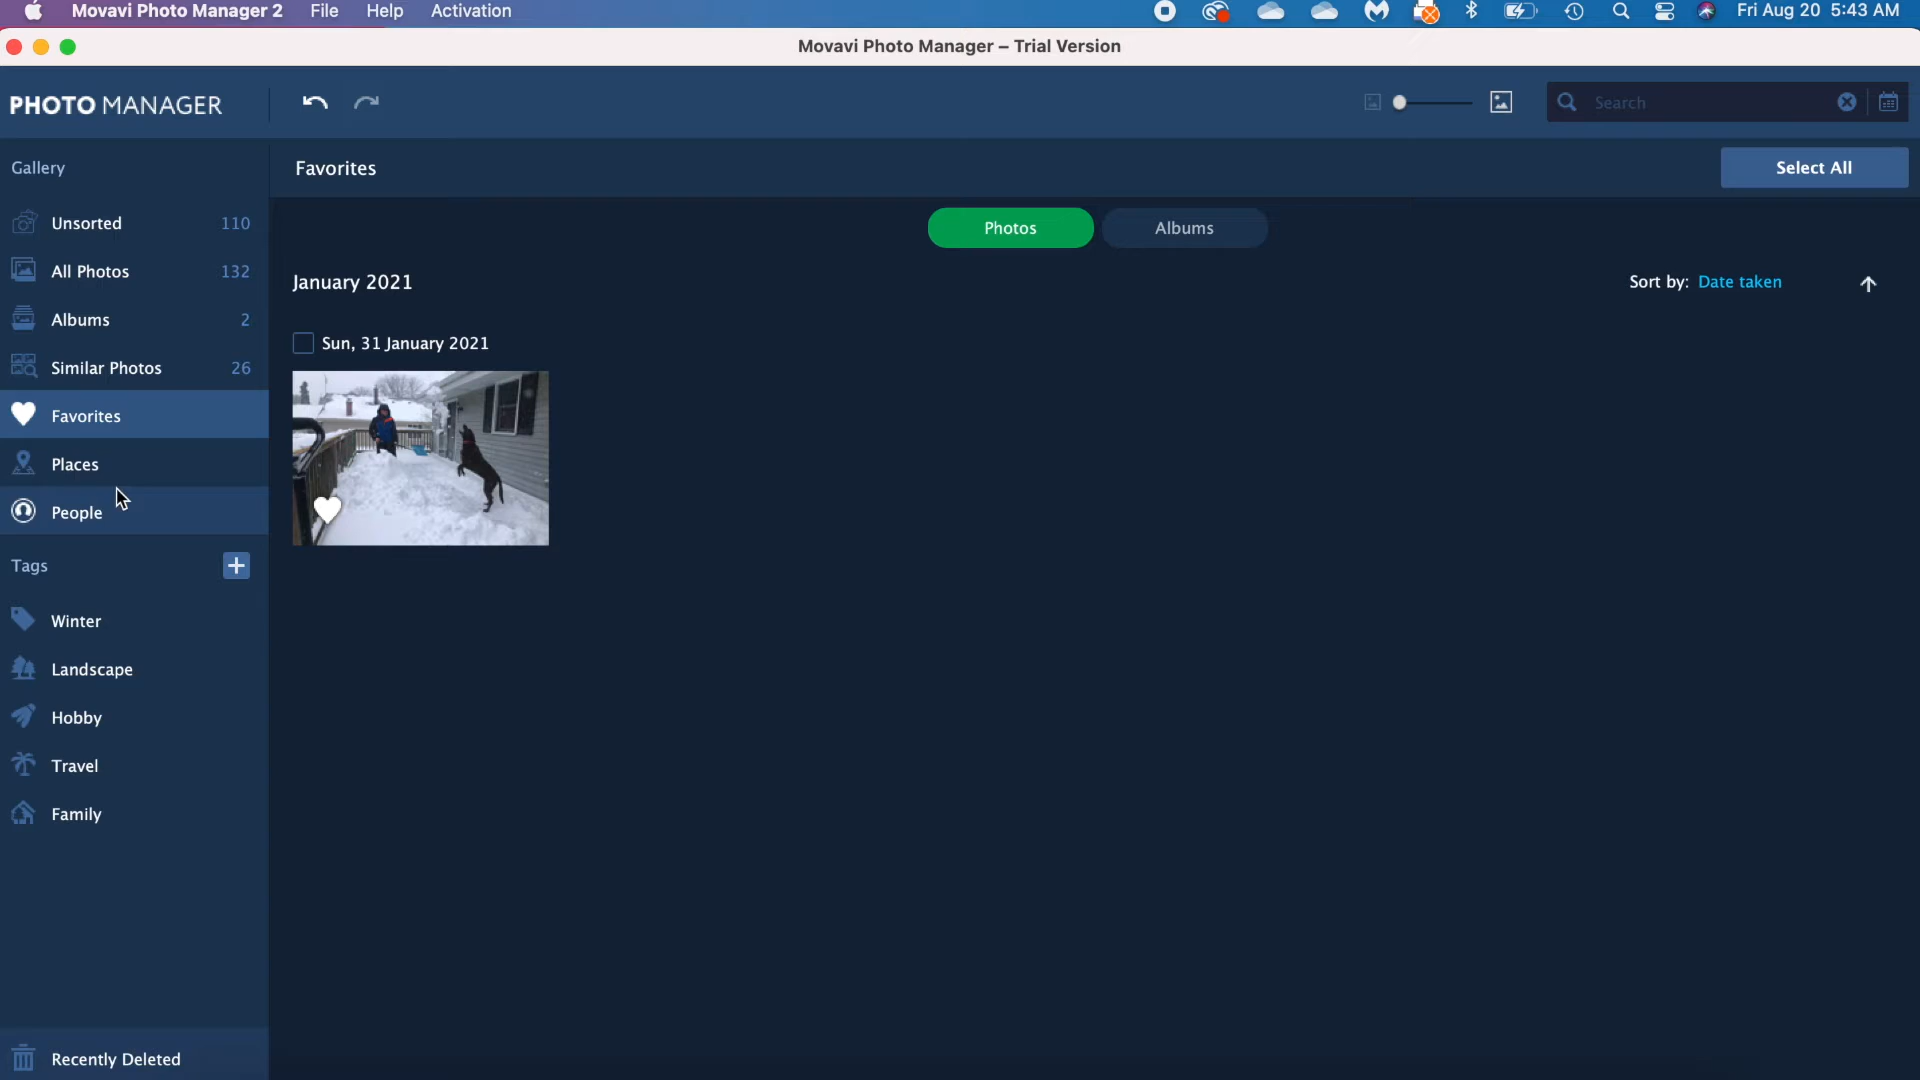 Movavi Photo Manager 2 File Help Activation Fri Aug 20 5:43 AM
Movavi Photo Manager – Trial Version
PHOTO MANAGER
Search
Gallery
Favorites
Select All
Unsorted 110
Photos
Albums
All Photos 132
January 2021
Sort by: Date taken
Albums 2
Sun, 31 January 2021
Similar Photos 26
Favorites
Places
People
Tags
Winter
Landscape
Hobby
Travel
Family
Recently Deleted